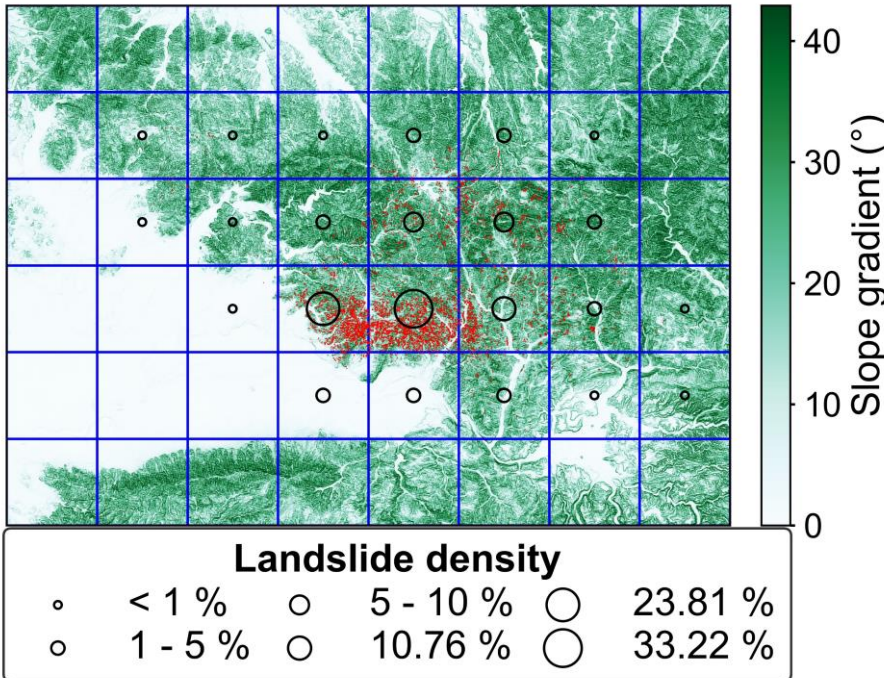 40
30
20
10
0
Slope gradient (°)
Landslide density
< 1 % 5 - 10 % 23.81 %
1 - 5 % 10.76 % 33.22 %